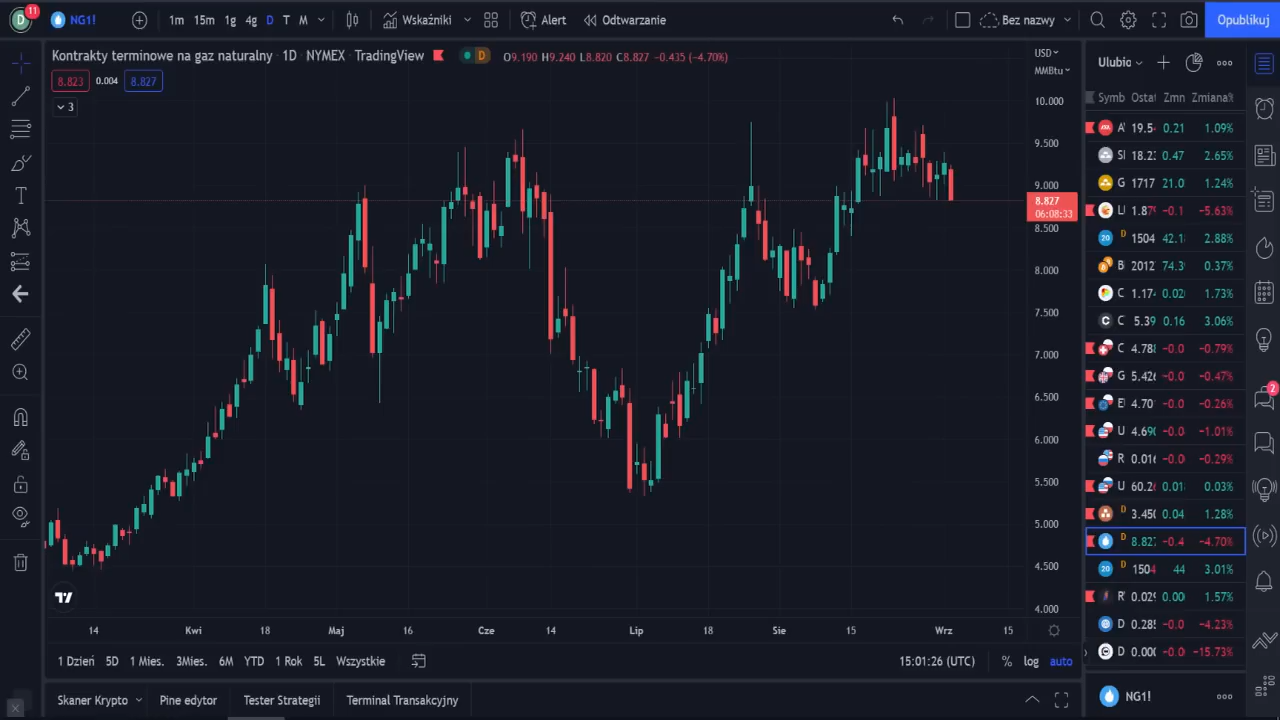 D 11 NG1! 1m 15m 1g 4g D T M Wskaźniki Alert Odtwarzanie Bez nazwy Opublikuj
Kontrakty terminowe na gaz naturalny · 1D · NYMEX · TradingView D O9.190 H9.240 L8.820 C8.827 −0.435 (−4.70%)
8.823 0.004 8.827
3
USD
MMBtu
10.000
9.500
9.000
8.827
06:08:33
8.500
8.000
7.500
7.000
6.500
6.000
5.500
5.000
4.500
4.000
14 Kwi 18 Maj 16 Cze 14 Lip 18 Sie 15 Wrz 15
1 Dzień 5D 1 Mies. 3Mies. 6M YTD 1 Rok 5L Wszystkie 15:01:26 (UTC) % log auto
Skaner Krypto Pine edytor Tester Strategii Terminal Transakcyjny
Ulubio
Symb Osta Zmn Zmiana%
19.5 0.21 1.09%
18.2 0.47 2.65%
G 1717 21.0 1.24%
1.87 −0.1 −5.63%
20 D 1504 42.1 2.88%
D B 2012 74.3 0.37%
C 1.17 0.02 1.73%
C C 5.39 0.16 3.06%
C 4.78 −0.0 −0.79%
G 5.42 −0.0 −0.47%
4.70 −0.0 −0.26%
U 4.69 −0.0 −1.01%
R 0.01 −0.0 −0.29%
U 60.2 0.01 0.03%
D 3.45 0.04 1.28%
D 8.82 −0.4 −4.70%
20 D 1504 44 3.01%
R 0.02 0.00 1.57%
D 0.28 −0.0 −4.23%
D 0.00 −0.0 −15.73%
2
NG1!